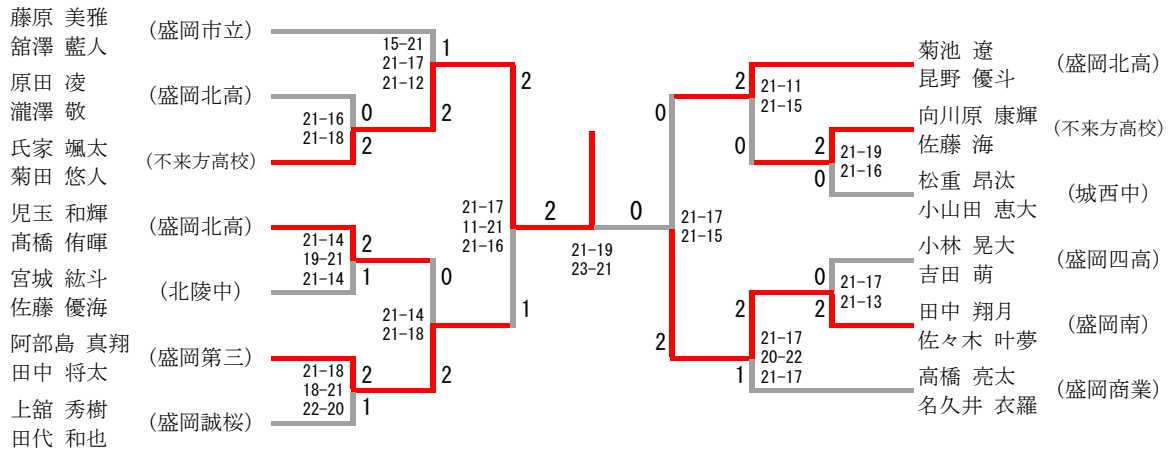 藤原 美雅
舘澤 藍人
(盛岡市立)
原田 凌
瀧澤 敬
(盛岡北高)
氏家 颯太
菊田 悠人
(不来方高校)
児玉 和輝
髙橋 侑暉
(盛岡北高)
宮城 紘斗
佐藤 優海
(北陵中)
阿部島 真翔
田中 将太
(盛岡第三)
上舘 秀樹
田代 和也
(盛岡誠桜)
15-21
21-17
21-12
1
2
21-16
21-18
0
2
21-14
19-21
21-14
2
1
21-18
18-21
22-20
2
1
21-14
21-18
0
2
21-17
11-21
21-16
2
1
2
0
21-19
23-21
0
2
21-17
21-15
2
0
21-11
21-15
2
0
21-19
21-16
0
2
21-17
21-13
2
1
21-17
20-22
21-17
菊池 遼
昆野 優斗
(盛岡北高)
向川原 康輝
佐藤 海
(不来方高校)
松重 昂汰
小山田 恵大
(城西中)
小林 晃大
吉田 萌
(盛岡四高)
田中 翔月
佐々木 叶夢
(盛岡南)
高橋 亮太
名久井 衣羅
(盛岡商業)